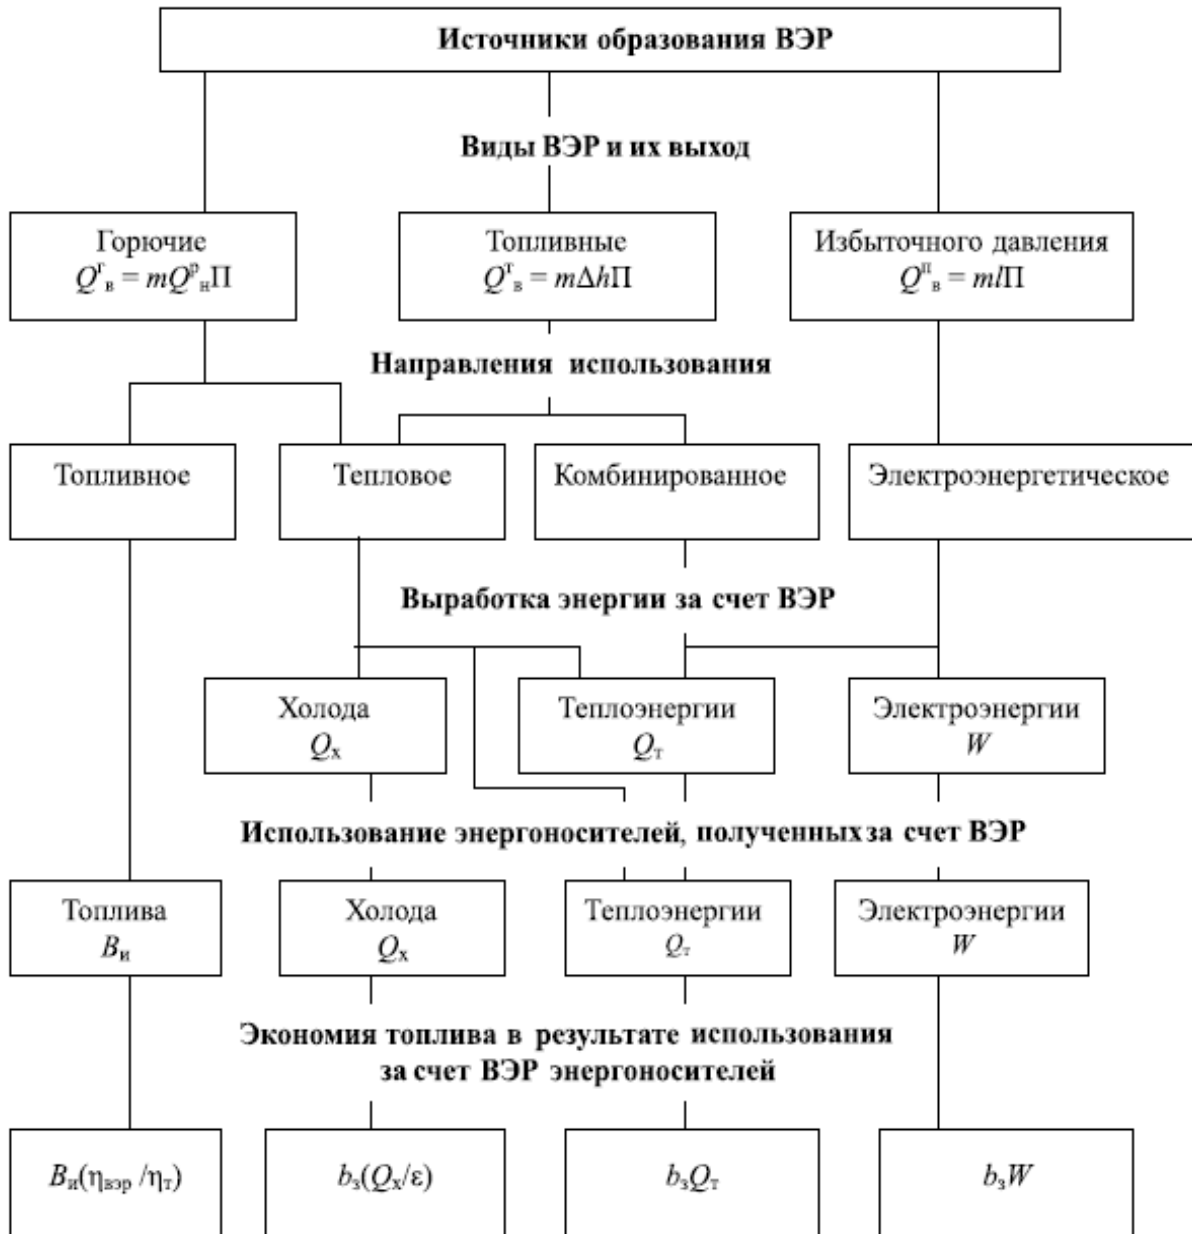 Источники образования ВЭР
Виды ВЭР и их выход
Горючие
Qᴦв = mQᵖнП
Топливные
Qᵀв = mΔhП
Избыточного давления
Qᴨв = mlП
Направления использования
Топливное
Тепловое
Комбинированное
Электроэнергетическое
Выработка энергии за счет ВЭР
Холода
Qх
Теплоэнергии
Qт
Электроэнергии
W
Использование энергоносителей, полученных за счет ВЭР
Топлива
Bи
Холода
Qх
Теплоэнергии
Qт
Электроэнергии
W
Экономия топлива в результате использования
за счет ВЭР энергоносителей
Bи(ηвэр /ηт)
bз(Qх/ε)
bзQт
bзW